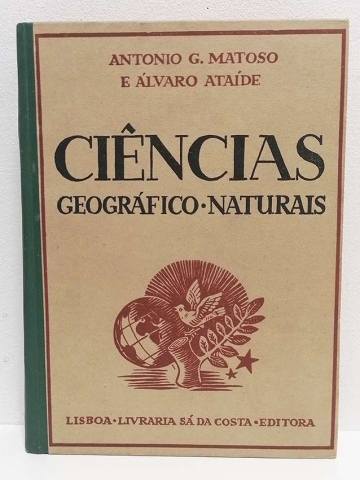 ANTONIO G. MATOSO
E ÁLVARO ATAÍDE
CIÊNCIAS
GEOGRÁFICO·NATURAIS
LISBOA·LIVRARIA SÁ DA COSTA·EDITORA